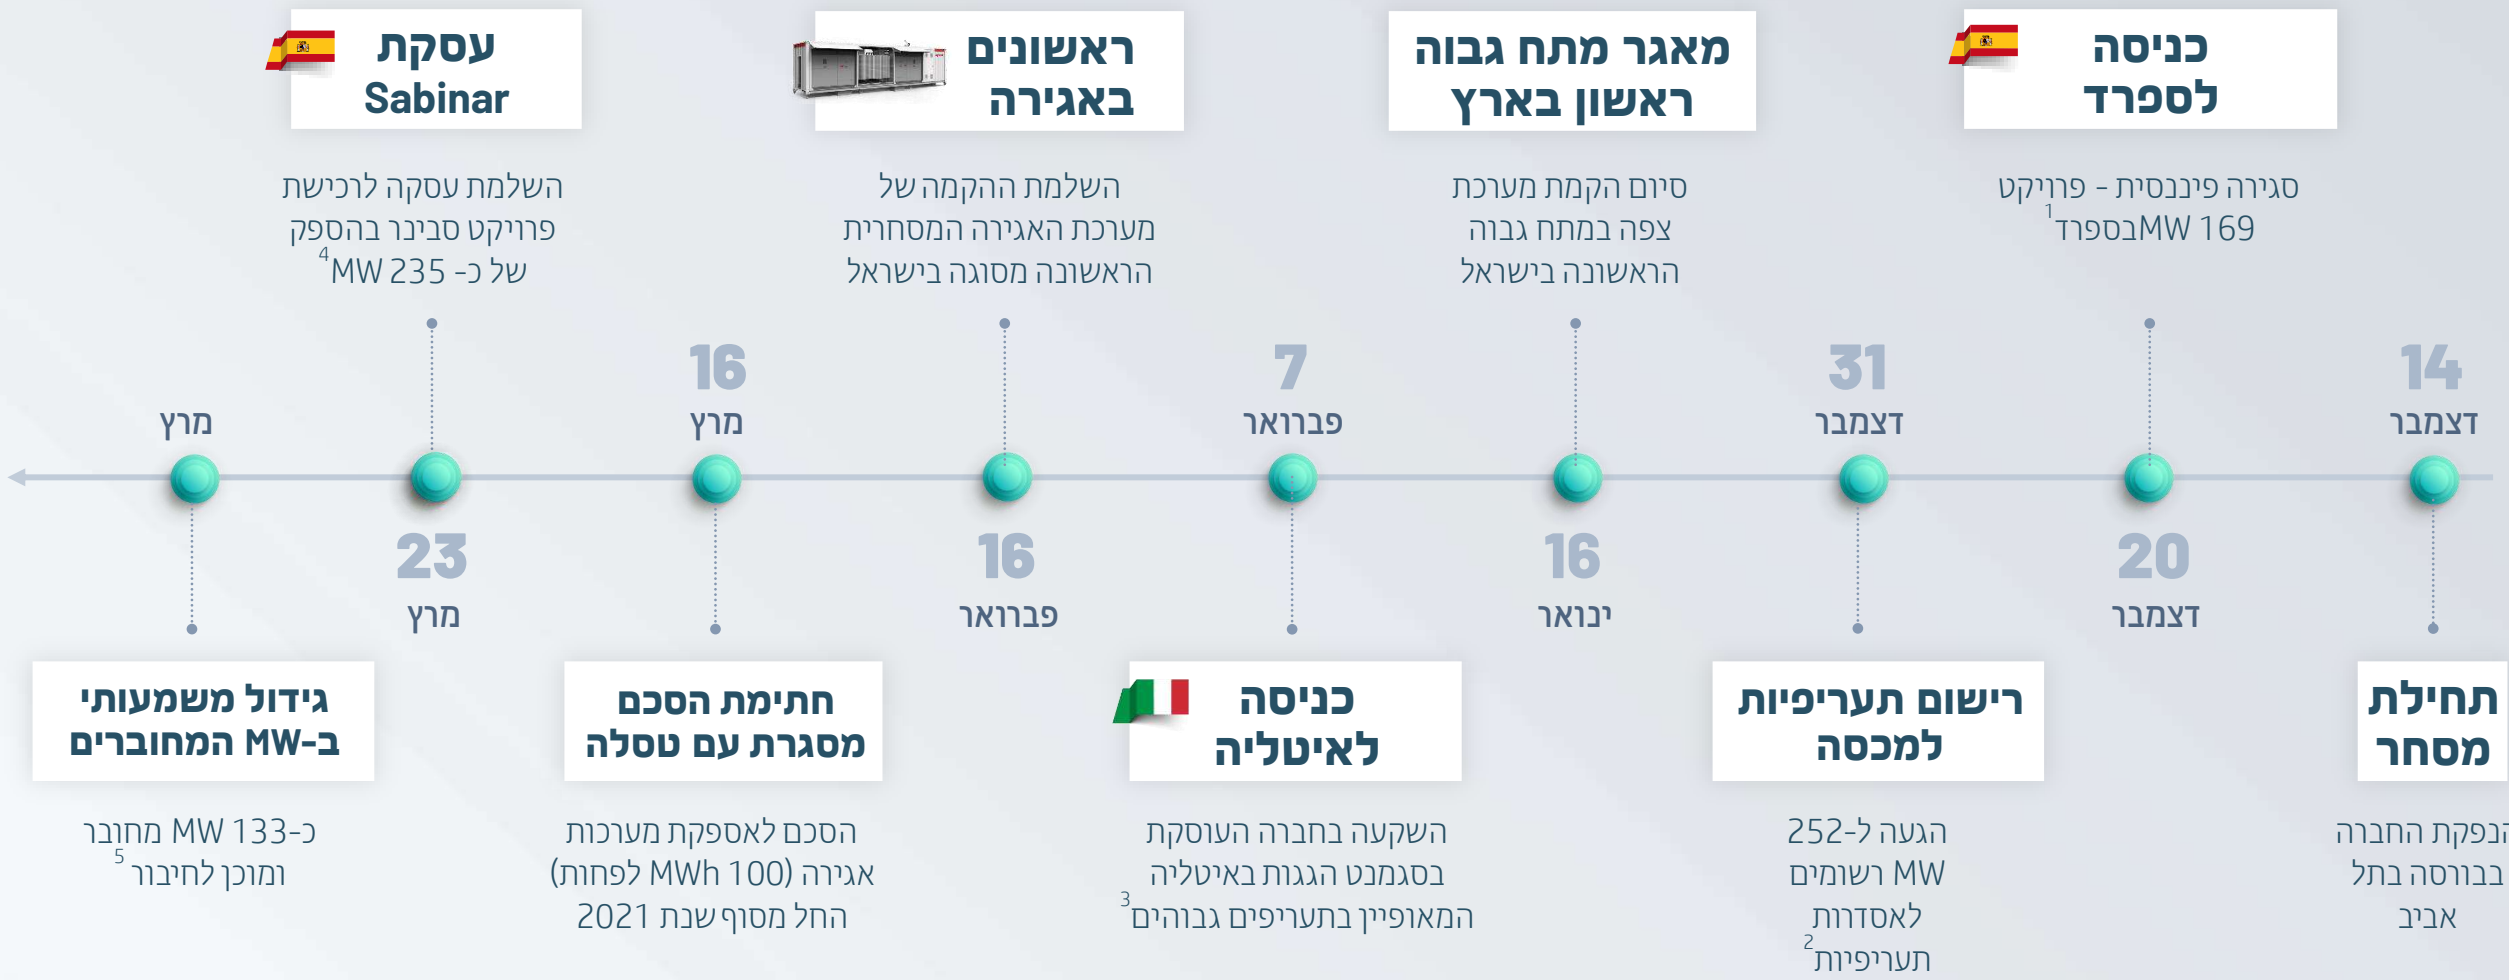 כניסה
לספרד
סגירה פיננסית - פרויקט
169 MWבספרד1
20
דצמבר
14
דצמבר
תחילת
מסחר
הנפקת החברה
בבורסה בתל
אביב
31
דצמבר
רישום תעריפיות
למכסה
הגעה ל-252
MW רשומים
לאסדרות
תעריפיות2
מאגר מתח גבוה
ראשון בארץ
סיום הקמת מערכת
צפה במתח גבוה
הראשונה בישראל
16
ינואר
7
פברואר
כניסה
לאיטליה
השקעה בחברה העוסקת
בסגמנט הגגות באיטליה
המאופיין בתעריפים גבוהים3
ראשונים
באגירה
השלמת ההקמה של
מערכת האגירה המסחרית
הראשונה מסוגה בישראל
16
פברואר
16
מרץ
חתימת הסכם
מסגרת עם טסלה
הסכם לאספקת מערכות
אגירה (100 MWh לפחות)
החל מסוף שנת 2021
עסקת
Sabinar
השלמת עסקה לרכישת
פרויקט סבינר בהספק
של כ- 235 MW4
23
מרץ
מרץ
גידול משמעותי
ב-MW המחוברים
כ-133 MW מחובר
ומוכן לחיבור 5